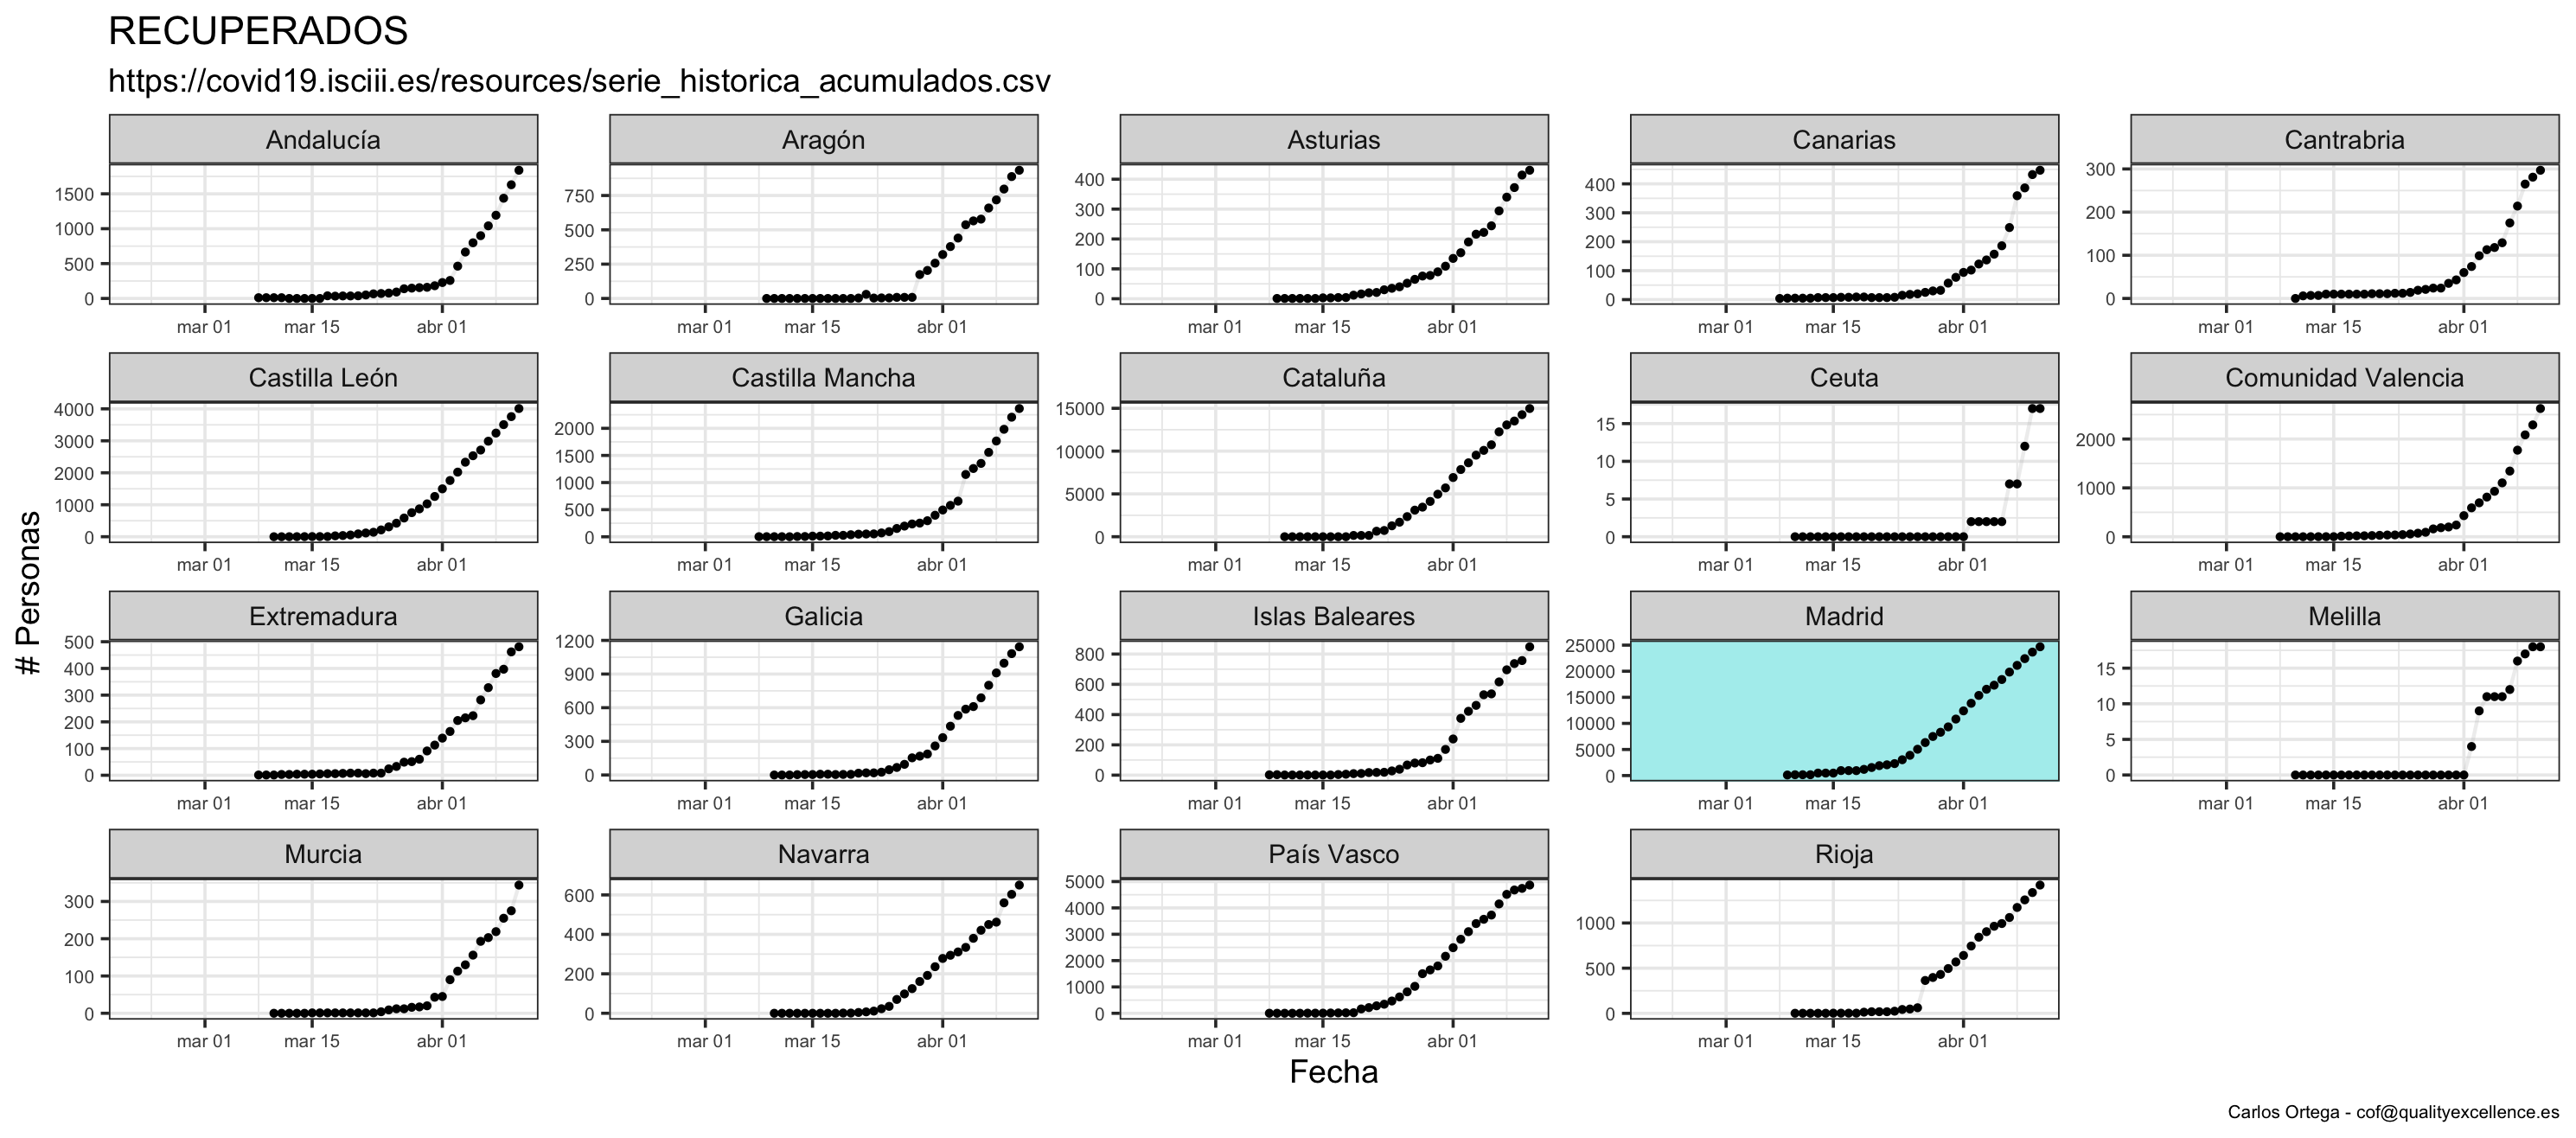 RECUPERADOS
https://covid19.isciii.es/resources/serie_historica_acumulados.csv
Andalucía
Aragón
Asturias
Canarias
Cantrabria
1500
1000
500
0
750
500
250
0
400
300
200
100
0
400
300
200
100
0
300
200
100
0
mar 01 mar 15 abr 01
mar 01 mar 15 abr 01
mar 01 mar 15 abr 01
mar 01 mar 15 abr 01
mar 01 mar 15 abr 01
Castilla León
Castilla Mancha
Cataluña
Ceuta
Comunidad Valencia
4000
3000
2000
1000
0
2000
1500
1000
500
0
15000
10000
5000
0
15
10
5
0
2000
1000
0
mar 01 mar 15 abr 01
mar 01 mar 15 abr 01
mar 01 mar 15 abr 01
mar 01 mar 15 abr 01
mar 01 mar 15 abr 01
# Personas
Extremadura
Galicia
Islas Baleares
Madrid
Melilla
500
400
300
200
100
0
1200
900
600
300
0
800
600
400
200
0
25000
20000
15000
10000
5000
0
15
10
5
0
mar 01 mar 15 abr 01
mar 01 mar 15 abr 01
mar 01 mar 15 abr 01
mar 01 mar 15 abr 01
mar 01 mar 15 abr 01
Murcia
Navarra
País Vasco
Rioja
300
200
100
0
600
400
200
0
5000
4000
3000
2000
1000
0
1000
500
0
mar 01 mar 15 abr 01
mar 01 mar 15 abr 01
mar 01 mar 15 abr 01
mar 01 mar 15 abr 01
Fecha
Carlos Ortega - cof@qualityexcellence.es